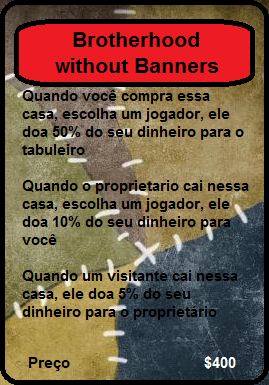 Brotherhood
without Banners
Quando você compra essa
casa, escolha um jogador, ele
doa 50% do seu dinheiro para o
tabuleiro
Quando o proprietario cai nessa
casa, escolha um jogador, ele
doa 10% do seu dinheiro para
você
Quando um visitante cai nessa
casa, ele doa 5% do seu
dinheiro para o proprietário
Preço $400